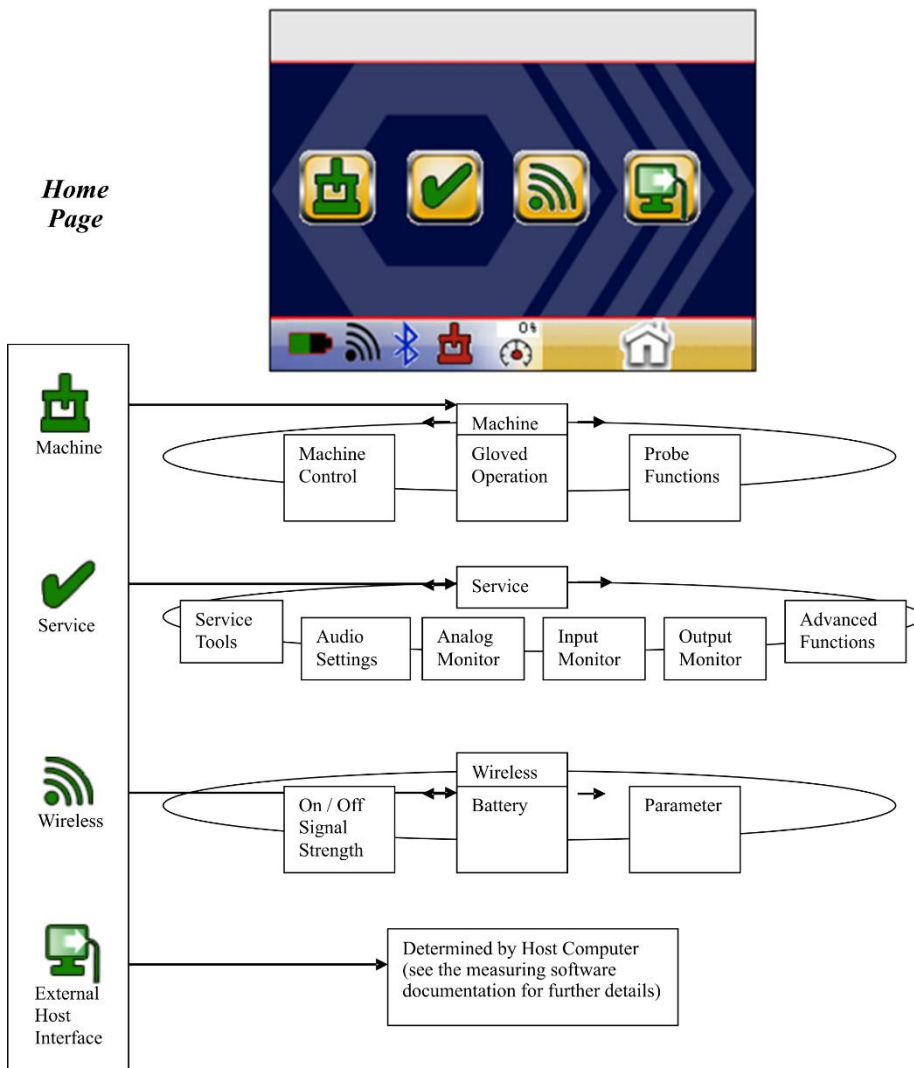 Home
Page
0%
Machine
Machine
Machine
Control
Gloved
Operation
Probe
Functions
Service
Service
Service
Tools
Audio
Settings
Analog
Monitor
Input
Monitor
Output
Monitor
Advanced
Functions
Wireless
Wireless
On / Off
Signal
Strength
Battery
Parameter
External
Host
Interface
Determined by Host Computer
(see the measuring software
documentation for further details)